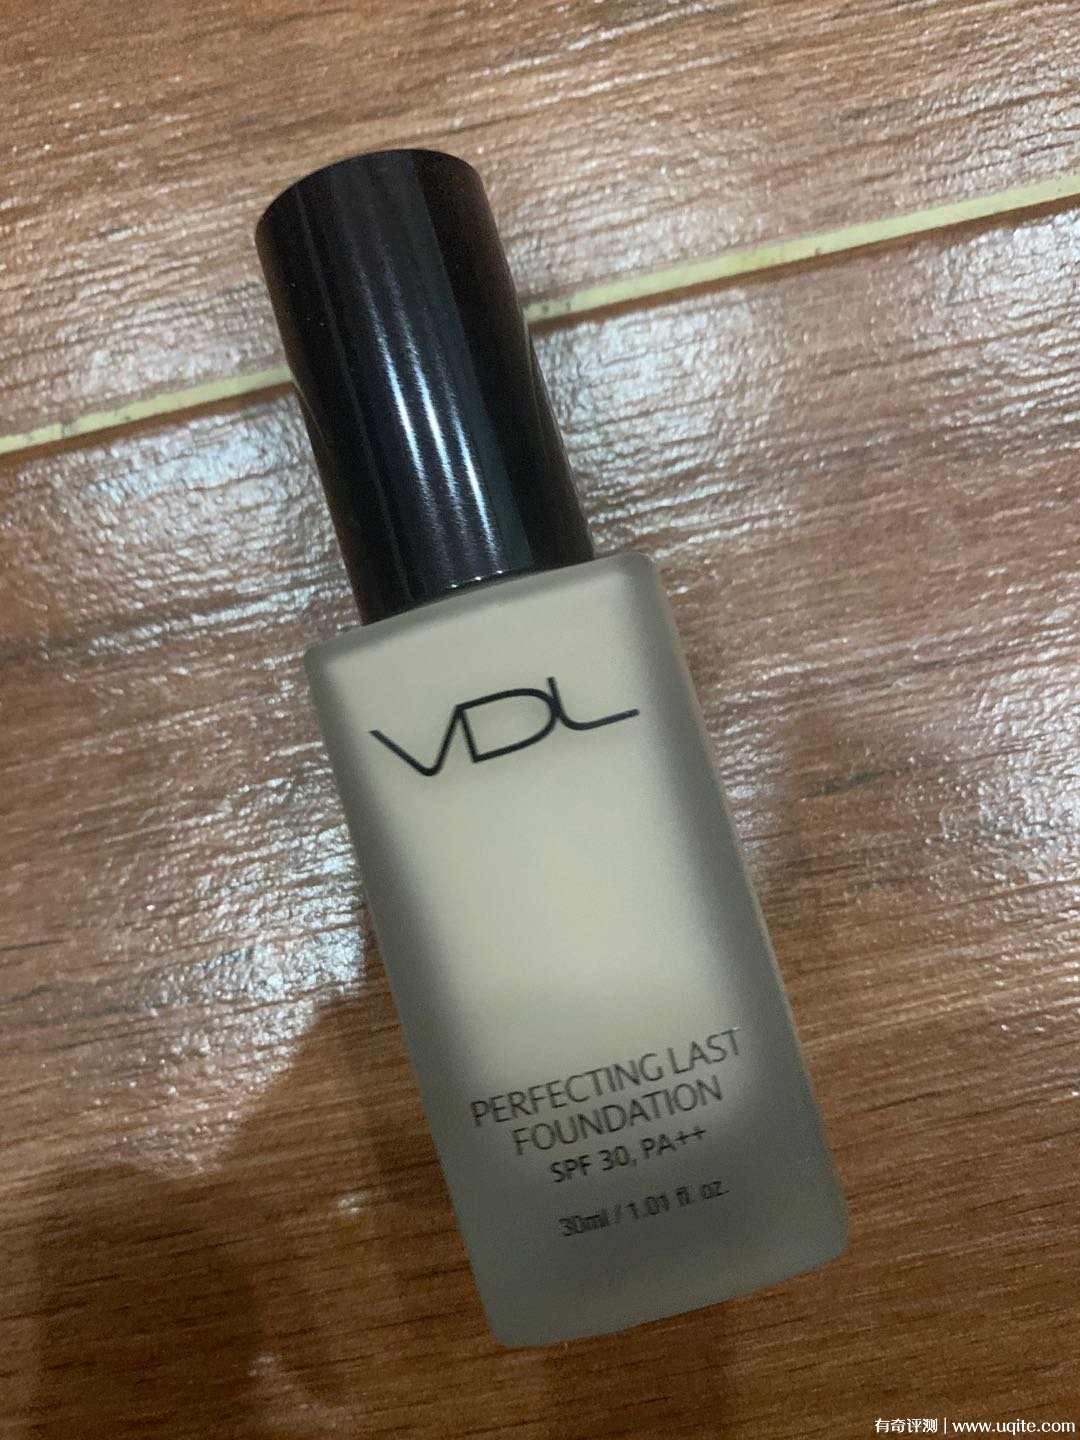 VDL
PERFECTING LAST
FOUNDATION
SPF 30, PA++
30ml / 1.01 fl. oz.
有奇评测 | www.uqite.com